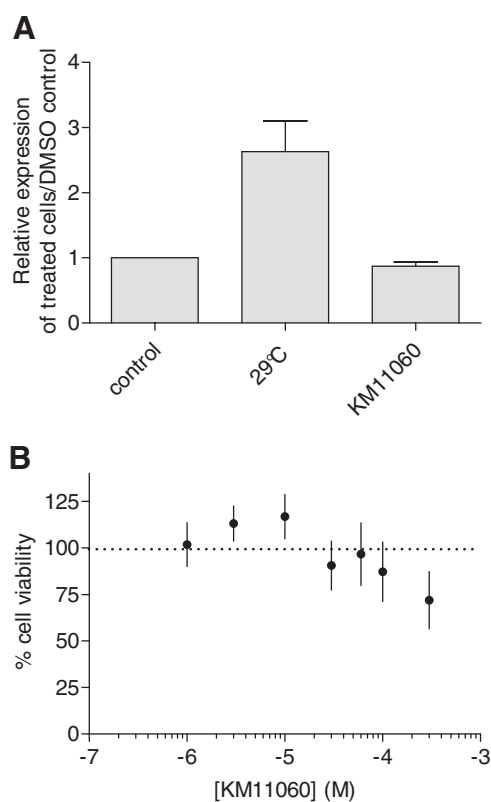 A
Relative expression
of treated cells/DMSO control
4
3
2
1
0
control
29°C
KM11060
B
% cell viability
125
100
75
50
25
0
-7
-6
-5
-4
-3
[KM11060] (M)